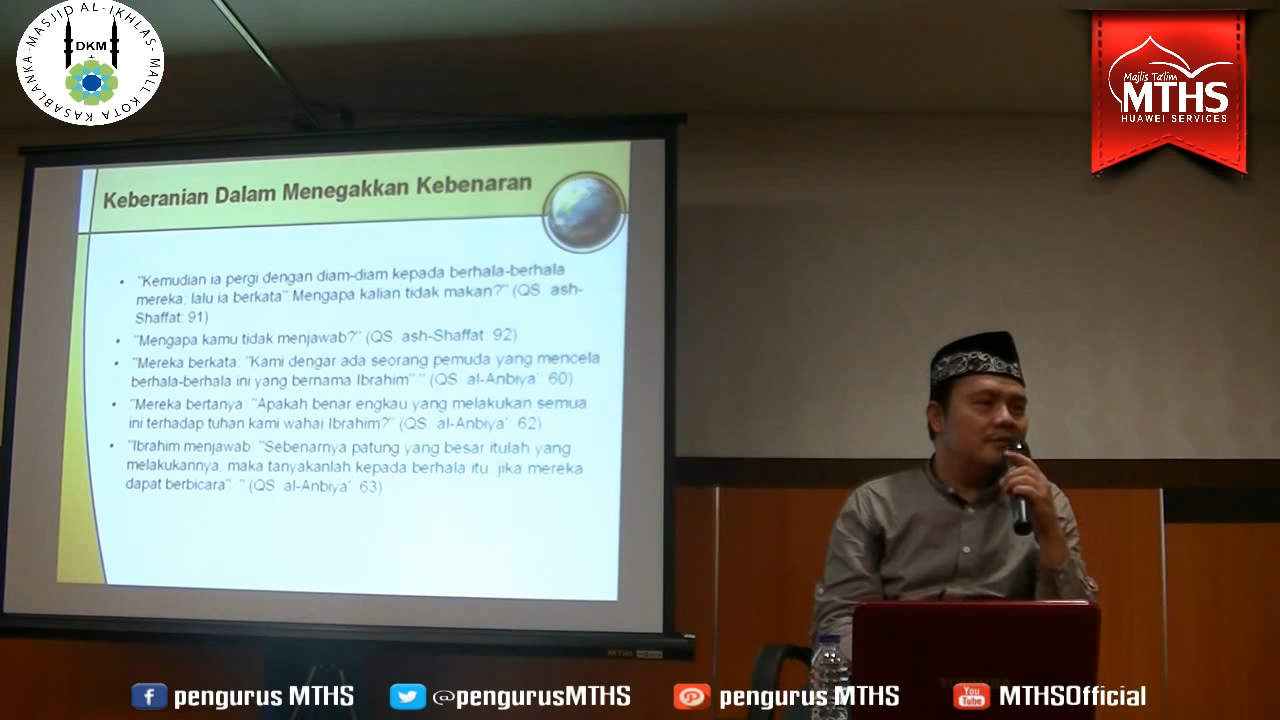 MASJID AL-IKHLAS - MALL KOTA KASABLANKA-
DKM
Majlis Ta'lim
MTHS
HUAWEI SERVICES
Keberanian Dalam Menegakkan Kebenaran
• "Kemudian ia pergi dengan diam-diam kepada berhala-berhala
mereka; lalu ia berkata" Mengapa kalian tidak makan?" (QS. ash-
Shaffat: 91)
• "Mengapa kamu tidak menjawab?" (QS. ash-Shaffat: 92)
• "Mereka berkata: "Kami dengar ada seorang pemuda yang mencela
berhala-berhala ini yang bernama Ibrahim" " (QS. al-Anbiya': 60)
• "Mereka bertanya: "Apakah benar engkau yang melakukan semua
ini terhadap tuhan kami wahai Ibrahim?" (QS. al-Anbiya': 62)
• "Ibrahim menjawab: "Sebenarnya patung yang besar itulah yang
melakukannya, maka tanyakanlah kepada berhala itu, jika mereka
dapat berbicara". " (QS. al-Anbiya': 63)
pengurus MTHS
@pengurusMTHS
pengurus MTHS
You Tube
MTHSOfficial